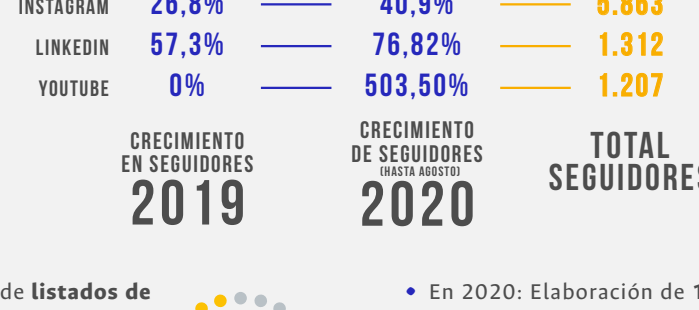 INSTAGRAM 26,8% 40,9% 5.863
LINKEDIN 57,3% 76,82% 1.312
YOUTUBE 0% 503,50% 1.207
CRECIMIENTO
EN SEGUIDORES
2019
CRECIMIENTO
DE SEGUIDORES
(HASTA AGOSTO)
2020
TOTAL
SEGUIDORES
de listados de
• En 2020: Elaboración de 1